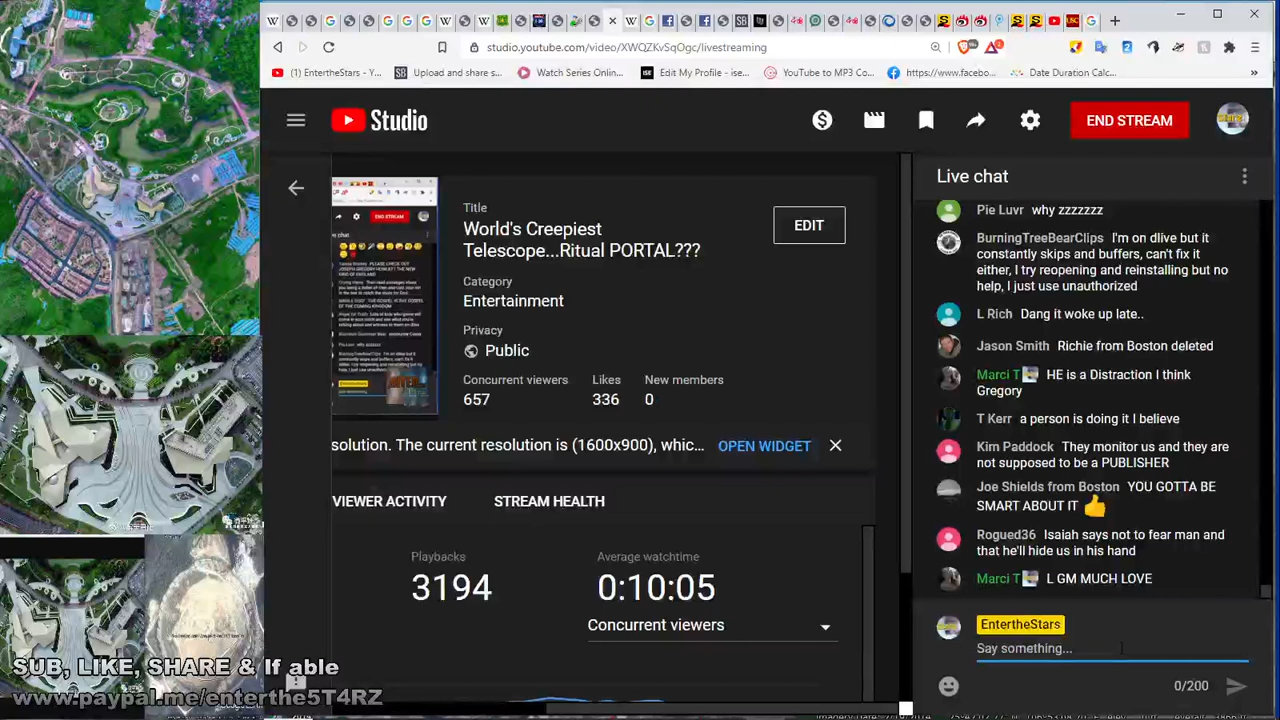 studio.youtube.com/video/XWQZKvSqOgc/livestreaming
(1) EntertheStars - Y...
Upload and share s...
Watch Series Onlin...
Edit My Profile - ise...
YouTube to MP3 Co...
https://www.facebo...
Date Duration Calc...
Studio
END STREAM
Title
World's Creepiest
Telescope...Ritual PORTAL???
EDIT
Category
Entertainment
Privacy
Public
Concurrent viewers
657
Likes
336
New members
0
solution. The current resolution is (1600x900), whic...
OPEN WIDGET
VIEWER ACTIVITY
STREAM HEALTH
Playbacks
3194
Average watchtime
0:10:05
Concurrent viewers
Live chat
Pie Luvr why zzzzzzz
BurningTreeBearClips I'm on dlive but it
constantly skips and buffers, can't fix it
either, I try reopening and reinstalling but no
help, I just use unauthorized
L Rich Dang it woke up late..
Jason Smith Richie from Boston deleted
Marci T HE is a Distraction I think
Gregory
T Kerr a person is doing it I believe
Kim Paddock They monitor us and they are
not supposed to be a PUBLISHER
Joe Shields from Boston YOU GOTTA BE
SMART ABOUT IT
Rogued36 Isaiah says not to fear man and
that he'll hide us in his hand
Marci T L GM MUCH LOVE
EntertheStars
Say something...
0/200
SUB, LIKE, SHARE & If able
www.paypal.me/enterthe5T4RZ